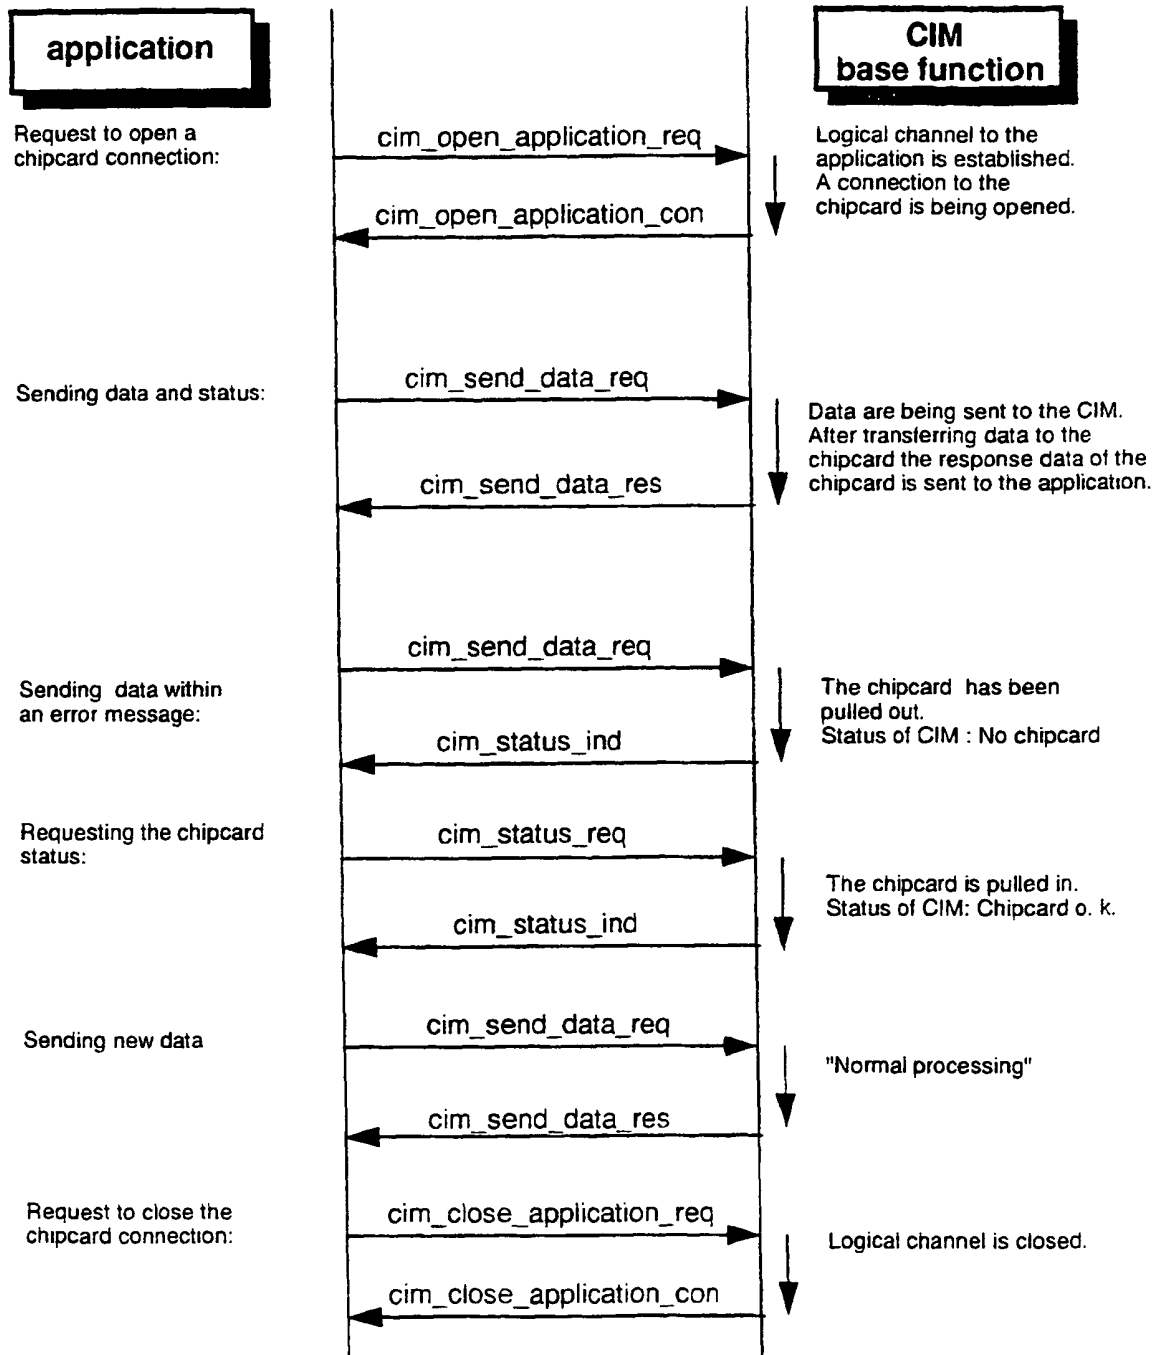 application
CIM
base function
Request to open a
chipcard connection:
cim_open_application_req
Logical channel to the
application is established.
A connection to the
chipcard is being opened.
cim_open_application_con
Sending data and status:
cim_send_data_req
Data are being sent to the CIM.
After transferring data to the
chipcard the response data of the
chipcard is sent to the application.
cim_send_data_res
cim_send_data_req
Sending data within
an error message:
The chipcard has been
pulled out.
Status of CIM : No chipcard
cim_status_ind
Requesting the chipcard
status:
cim_status_req
The chipcard is pulled in.
Status of CIM: Chipcard o. k.
cim_status_ind
Sending new data
cim_send_data_req
"Normal processing"
cim_send_data_res
Request to close the
chipcard connection:
cim_close_application_req
Logical channel is closed.
cim_close_application_con